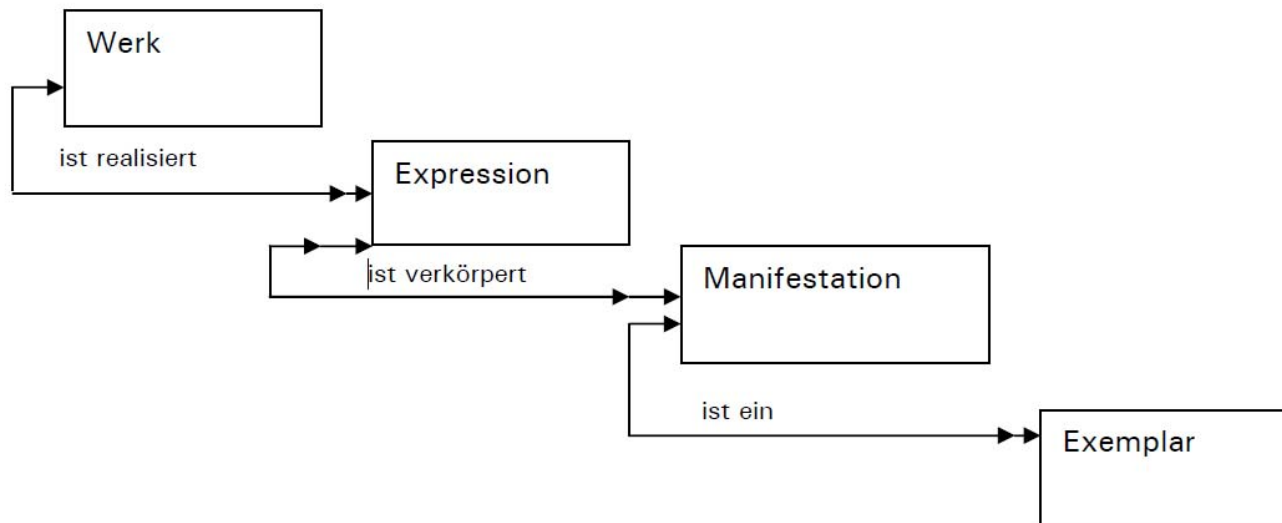 Werk
ist realisiert
Expression
ist verkörpert
Manifestation
ist ein
Exemplar